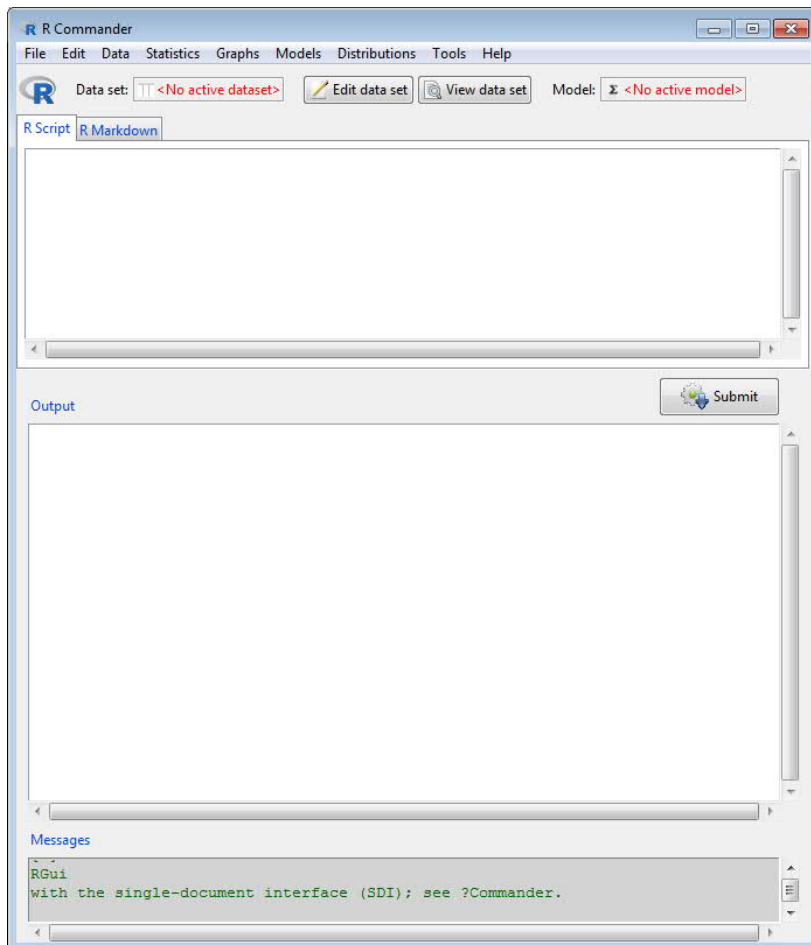 R R Commander
File Edit Data Statistics Graphs Models Distributions Tools Help
R Data set: <No active dataset> Edit data set View data set Model: Σ <No active model>
R Script R Markdown
Submit
Output
Messages
RGui
with the single-document interface (SDI); see ?Commander.